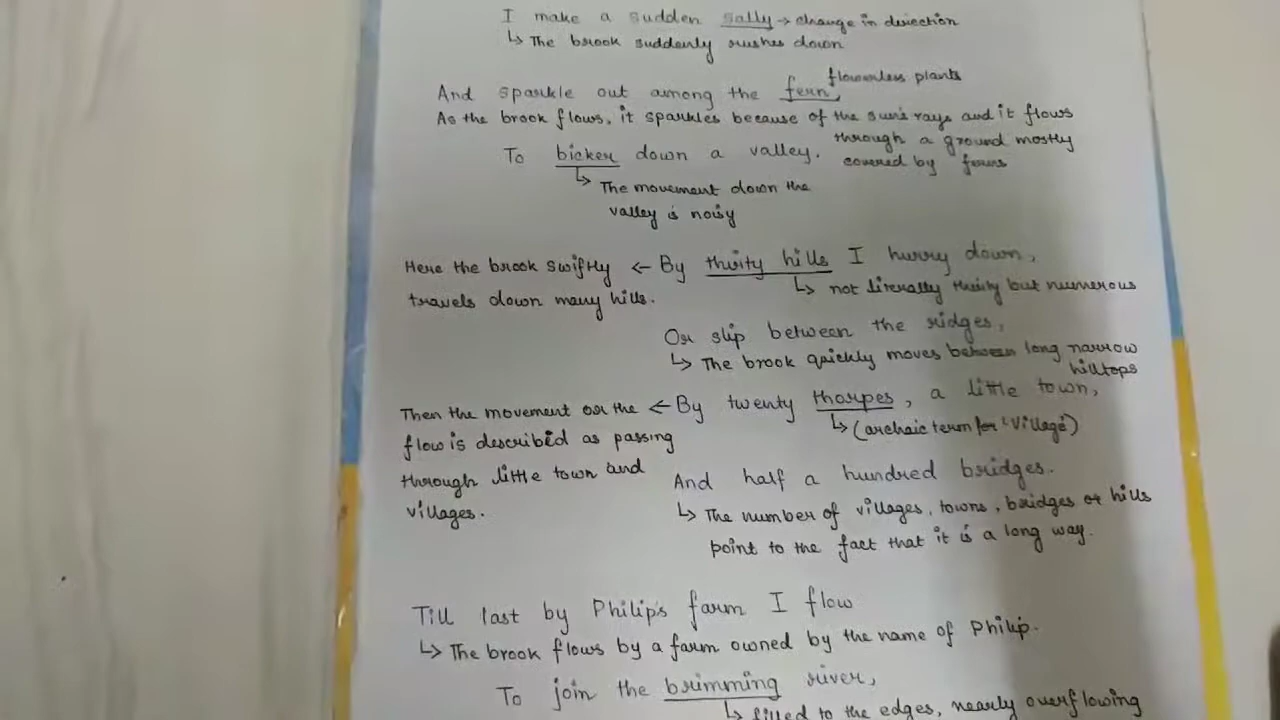 I make a sudden sally → change in direction
↳ The brook suddenly rushes down
flowerless plants
And sparkle out among the fern,
As the brook flows, it sparkles because of the sun's rays and it flows
through a ground mostly
To bicker down a valley. covered by ferns
↳ The movement down the
valley is noisy
Here the brook swiftly ← By thirty hills I hurry down,
travels down many hills. ↳ not literally thirty but numerous
Or slip between the ridges,
↳ The brook quickly moves between long narrow
hilltops
Then the movement or the ← By twenty thorpes, a little town,
flow is described as passing ↳ (archaic term for 'Village')
through little town and And half a hundred bridges.
villages. ↳ The number of villages, towns, bridges or hills
point to the fact that it is a long way.
Till last by Philip's farm I flow
↳ The brook flows by a farm owned by the name of Philip.
To join the brimming river,
↳ filled to the edges, nearly overflowing